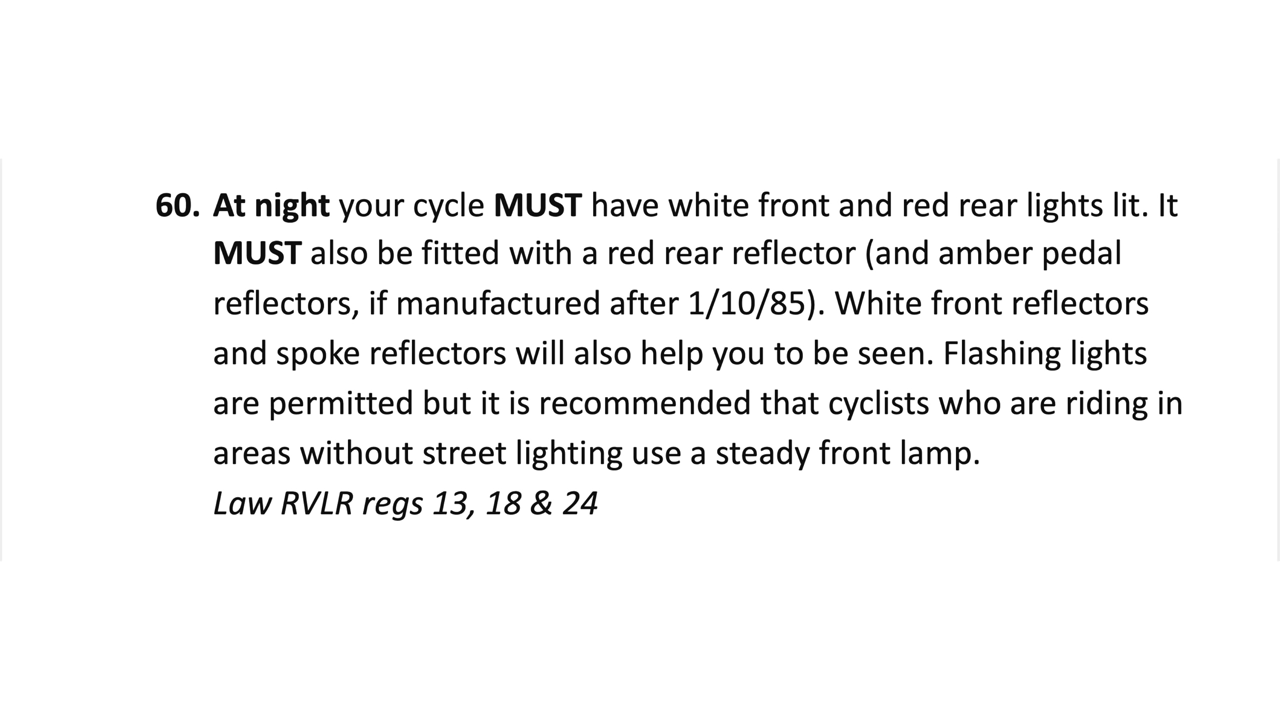 60. At night your cycle MUST have white front and red rear lights lit. It
MUST also be fitted with a red rear reflector (and amber pedal
reflectors, if manufactured after 1/10/85). White front reflectors
and spoke reflectors will also help you to be seen. Flashing lights
are permitted but it is recommended that cyclists who are riding in
areas without street lighting use a steady front lamp.
Law RVLR regs 13, 18 & 24